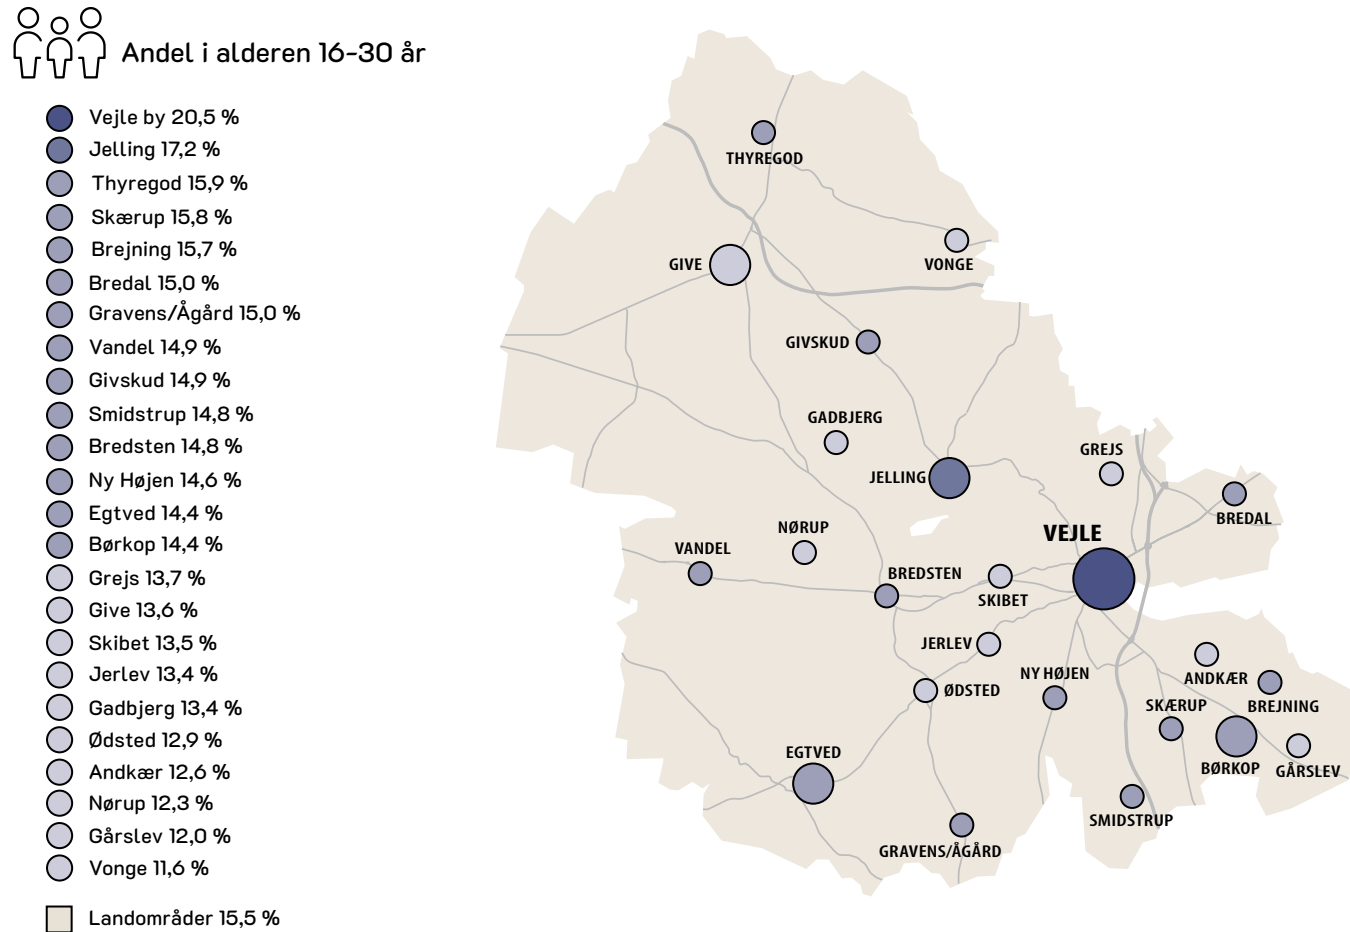 Andel i alderen 16-30 år
Vejle by 20,5 %
Jelling 17,2 %
Thyregod 15,9 %
Skærup 15,8 %
Brejning 15,7 %
Bredal 15,0 %
Gravens/Ågård 15,0 %
Vandel 14,9 %
Givskud 14,9 %
Smidstrup 14,8 %
Bredsten 14,8 %
Ny Højen 14,6 %
Egtved 14,4 %
Børkop 14,4 %
Grejs 13,7 %
Give 13,6 %
Skibet 13,5 %
Jerlev 13,4 %
Gadbjerg 13,4 %
Ødsted 12,9 %
Andkær 12,6 %
Nørup 12,3 %
Gårslev 12,0 %
Vonge 11,6 %
Landområder 15,5 %
THYREGOD
GIVE
VONGE
GIVSKUD
GADBJERG
GREJS
JELLING
BREDAL
NØRUP
VEJLE
VANDEL
BREDSTEN
SKIBET
JERLEV
NY HØJEN
ANDKÆR
ØDSTED
SKÆRUP
BREJNING
EGTVED
BØRKOP
GÅRSLEV
SMIDSTRUP
GRAVENS/ÅGÅRD